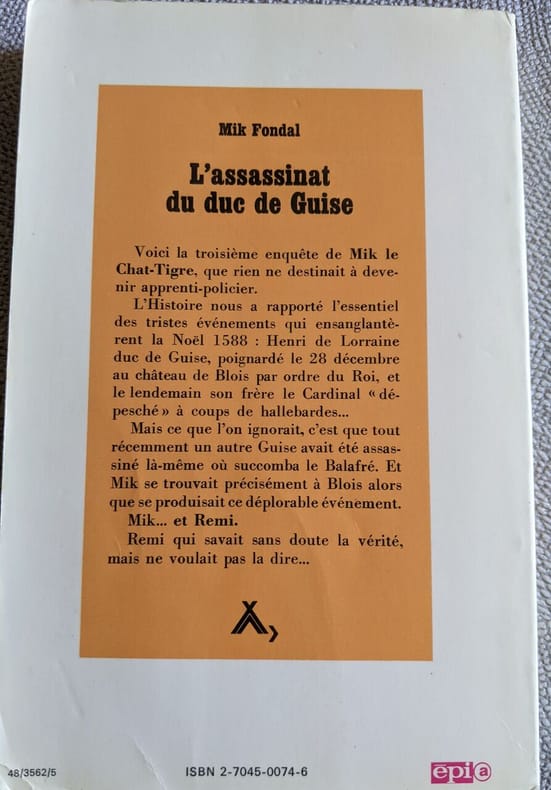 Mik Fondal
L'assassinat
du duc de Guise
Voici la troisième enquête de Mik le
Chat-Tigre, que rien ne destinait à deve-
nir apprenti-policier.
L'Histoire nous a rapporté l'essentiel
des tristes événements qui ensanglantè-
rent la Noël 1588 : Henri de Lorraine
duc de Guise, poignardé le 28 décembre
au château de Blois par ordre du Roi, et
le lendemain son frère le Cardinal « dé-
pesché » à coups de hallebardes...
Mais ce que l'on ignorait, c'est que tout
récemment un autre Guise avait été assas-
siné là-même où succomba le Balafré. Et
Mik se trouvait précisément à Blois alors
que se produisait ce déplorable événement.
Mik... et Remi.
Remi qui savait sans doute la vérité,
mais ne voulait pas la dire...
48/3562/5
ISBN 2-7045-0074-6
épia